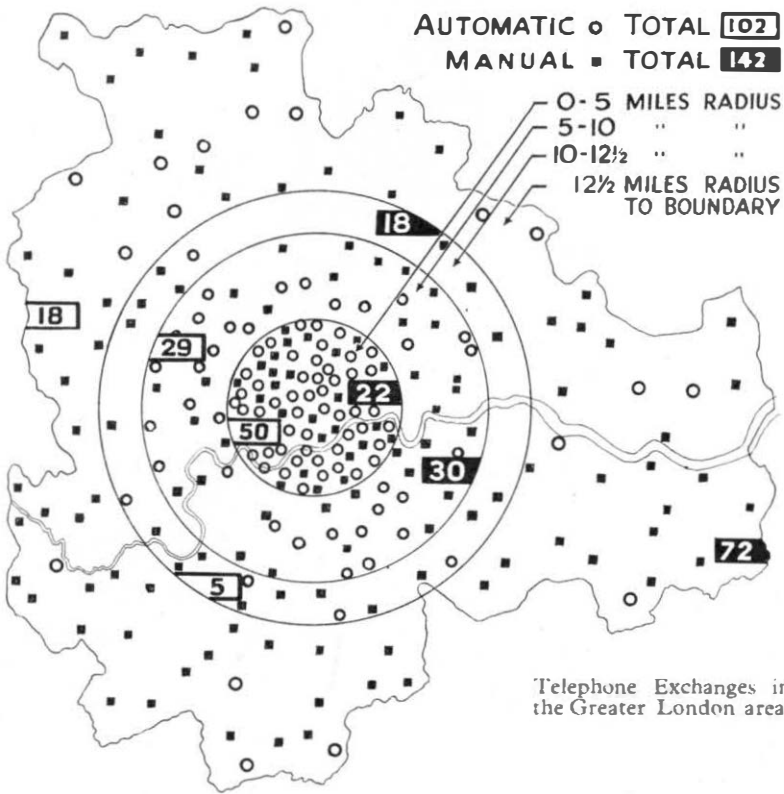 AUTOMATIC o TOTAL 102
MANUAL ■ TOTAL 142
0-5 MILES RADIUS
5-10 " "
10-12½ " "
12½ MILES RADIUS
TO BOUNDARY
18
18
29
22
50
30
72
5
Telephone Exchanges in
the Greater London area